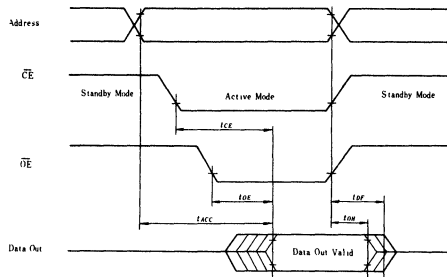 Address
CE
Standby Mode
Active Mode
Standby Mode
tCE
OE
tOE
tDF
tACC
tOH
Data Out
Data Out Valid